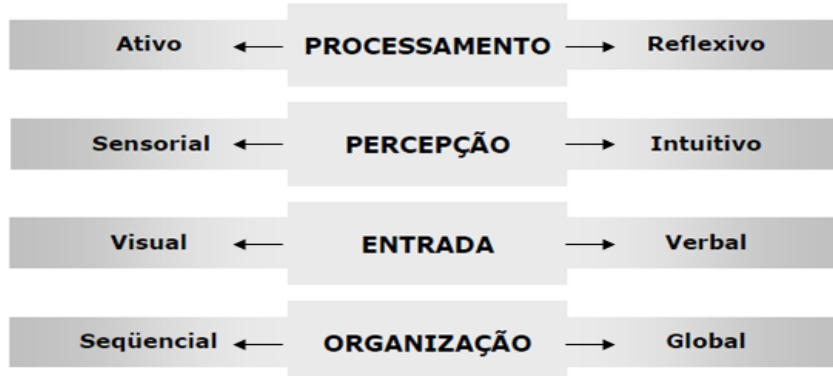 Ativo PROCESSAMENTO Reflexivo
Sensorial PERCEPÇÃO Intuitivo
Visual ENTRADA Verbal
Seqüencial ORGANIZAÇÃO Global